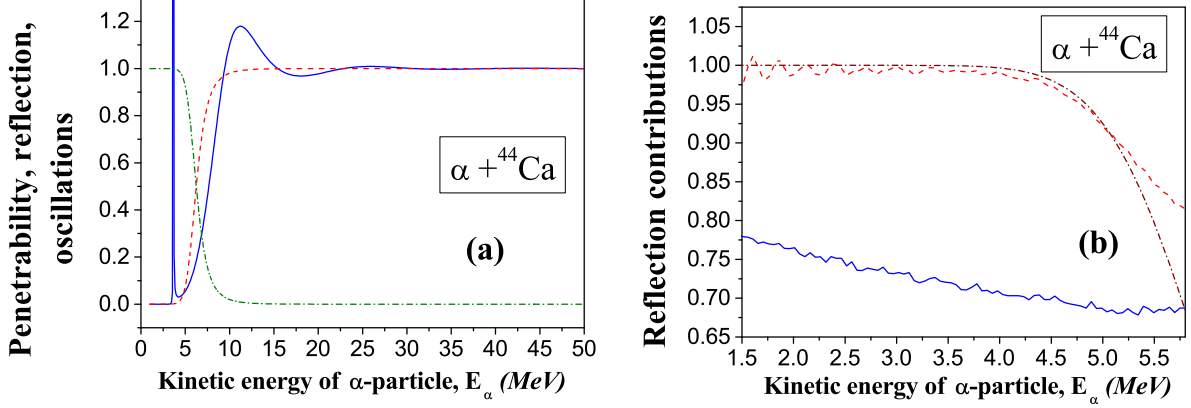 Penetrability, reflection,
oscillations
1.2
1.0
0.8
0.6
0.4
0.2
0.0
α + ⁴⁴Ca
(a)
0 5 10 15 20 25 30 35 40 45 50
Kinetic energy of α-particle, E_α (MeV)
Reflection contributions
1.05
1.00
0.95
0.90
0.85
0.80
0.75
0.70
0.65
α + ⁴⁴Ca
(b)
1.5 2.0 2.5 3.0 3.5 4.0 4.5 5.0 5.5
Kinetic energy of α-particle, E_α (MeV)